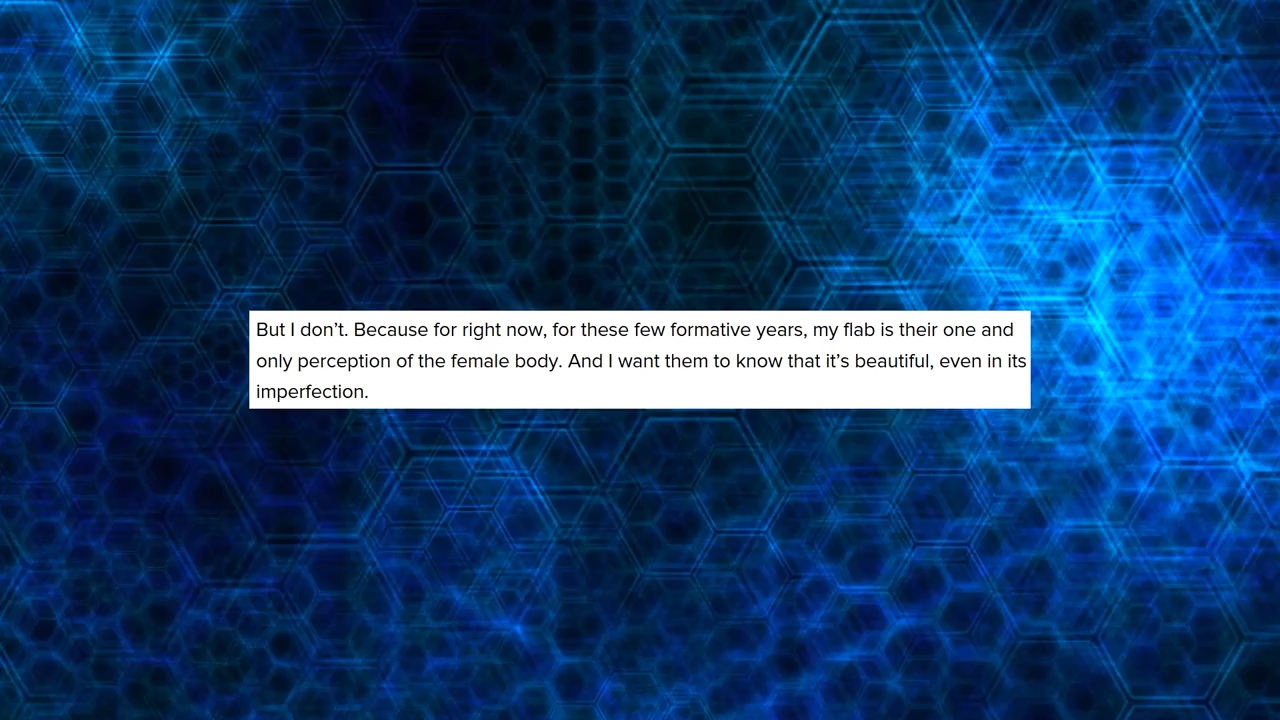 But I don’t. Because for right now, for these few formative years, my flab is their one and
only perception of the female body. And I want them to know that it’s beautiful, even in its
imperfection.